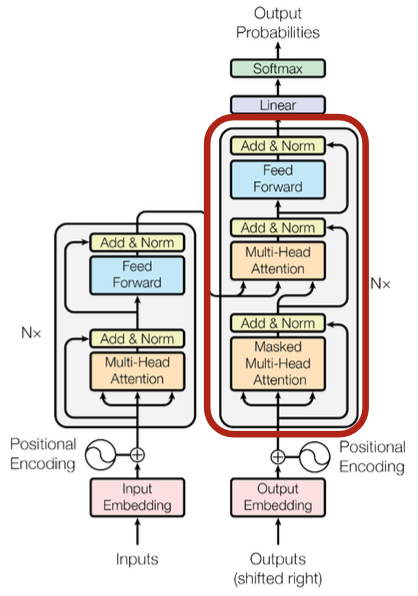 Output
Probabilities
Softmax
Linear
Add & Norm
Feed
Forward
Add & Norm
Multi-Head
Attention
Add & Norm
Masked
Multi-Head
Attention
Nx
Add & Norm
Feed
Forward
Add & Norm
Multi-Head
Attention
Nx
Positional
Encoding
Positional
Encoding
Input
Embedding
Output
Embedding
Inputs
Outputs
(shifted right)